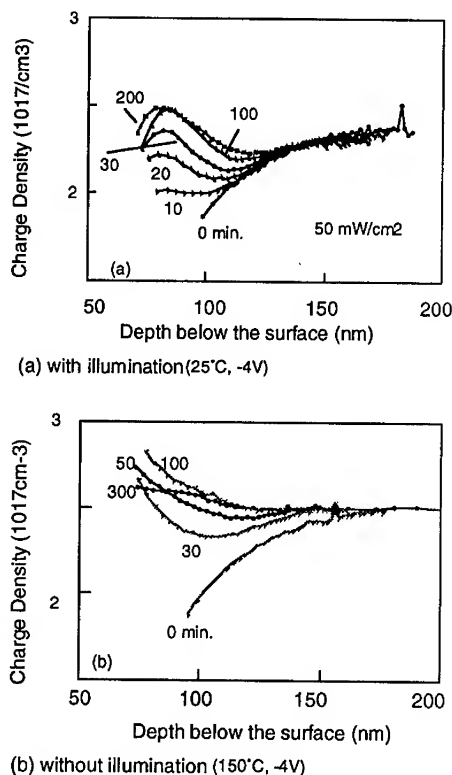 3
200
100
30
20
10
2
0 min.
50 mW/cm2
(a)
Charge Density (1017/cm3)
50
100
150
200
Depth below the surface (nm)
(a) with illumination(25°C, -4V)
3
50
100
300
30
2
0 min.
(b)
Charge Density (1017cm-3)
50
100
150
200
Depth below the surface (nm)
(b) without illumination (150°C, -4V)